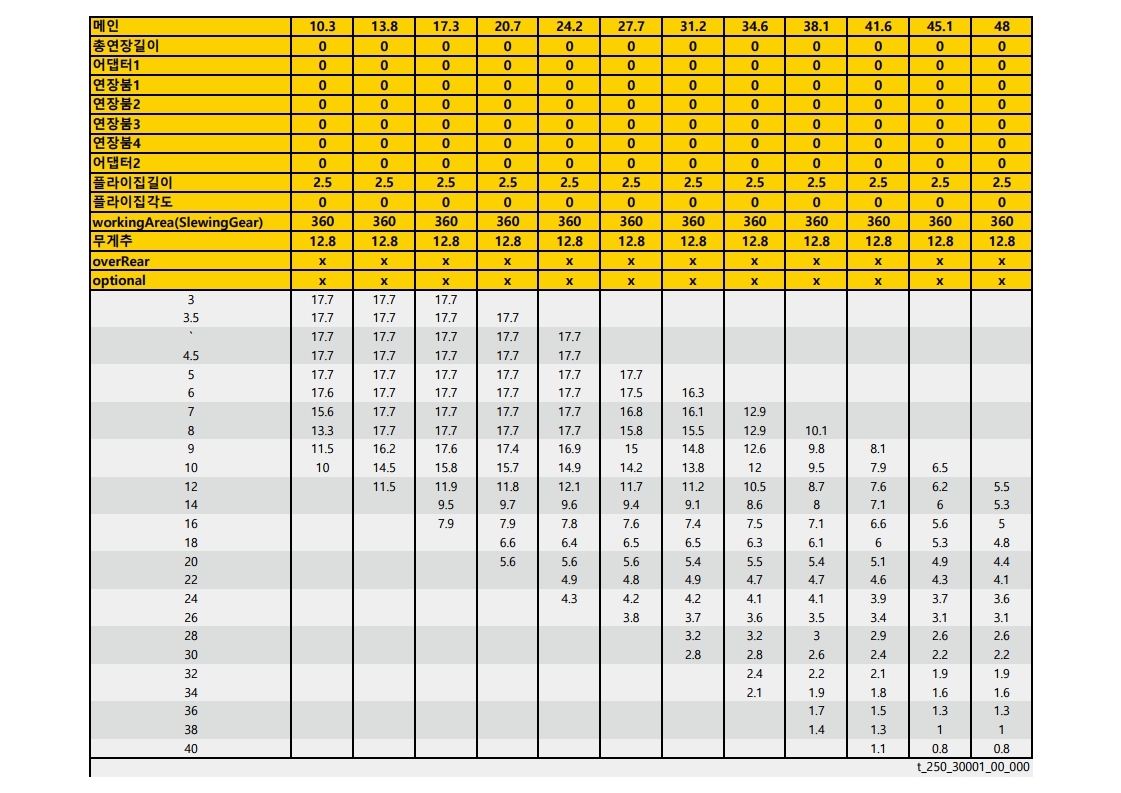 메인 10.3 13.8 17.3 20.7 24.2 27.7 31.2 34.6 38.1 41.6 45.1 48
총연장길이 0 0 0 0 0 0 0 0 0 0 0 0
어댑터1 0 0 0 0 0 0 0 0 0 0 0 0
연장붐1 0 0 0 0 0 0 0 0 0 0 0 0
연장붐2 0 0 0 0 0 0 0 0 0 0 0 0
연장붐3 0 0 0 0 0 0 0 0 0 0 0 0
연장붐4 0 0 0 0 0 0 0 0 0 0 0 0
어댑터2 0 0 0 0 0 0 0 0 0 0 0 0
플라이집길이 2.5 2.5 2.5 2.5 2.5 2.5 2.5 2.5 2.5 2.5 2.5 2.5
플라이집각도 0 0 0 0 0 0 0 0 0 0 0 0
workingArea(SlewingGear) 360 360 360 360 360 360 360 360 360 360 360 360
무게추 12.8 12.8 12.8 12.8 12.8 12.8 12.8 12.8 12.8 12.8 12.8 12.8
overRear x x x x x x x x x x x x
optional x x x x x x x x x x x x
3 17.7 17.7 17.7
3.5 17.7 17.7 17.7 17.7
` 17.7 17.7 17.7 17.7 17.7
4.5 17.7 17.7 17.7 17.7 17.7
5 17.7 17.7 17.7 17.7 17.7 17.7
6 17.6 17.7 17.7 17.7 17.7 17.5 16.3
7 15.6 17.7 17.7 17.7 17.7 16.8 16.1 12.9
8 13.3 17.7 17.7 17.7 17.7 15.8 15.5 12.9 10.1
9 11.5 16.2 17.6 17.4 16.9 15 14.8 12.6 9.8 8.1
10 10 14.5 15.8 15.7 14.9 14.2 13.8 12 9.5 7.9 6.5
12 11.5 11.9 11.8 12.1 11.7 11.2 10.5 8.7 7.6 6.2 5.5
14 9.5 9.7 9.6 9.4 9.1 8.6 8 7.1 6 5.3
16 7.9 7.9 7.8 7.6 7.4 7.5 7.1 6.6 5.6 5
18 6.6 6.4 6.5 6.5 6.3 6.1 6 5.3 4.8
20 5.6 5.6 5.6 5.4 5.5 5.4 5.1 4.9 4.4
22 4.9 4.8 4.9 4.7 4.7 4.6 4.3 4.1
24 4.3 4.2 4.2 4.1 4.1 3.9 3.7 3.6
26 3.8 3.7 3.6 3.5 3.4 3.1 3.1
28 3.2 3.2 3 2.9 2.6 2.6
30 2.8 2.8 2.6 2.4 2.2 2.2
32 2.4 2.2 2.1 1.9 1.9
34 2.1 1.9 1.8 1.6 1.6
36 1.7 1.5 1.3 1.3
38 1.4 1.3 1 1
40 1.1 0.8 0.8
t_250_30001_00_000